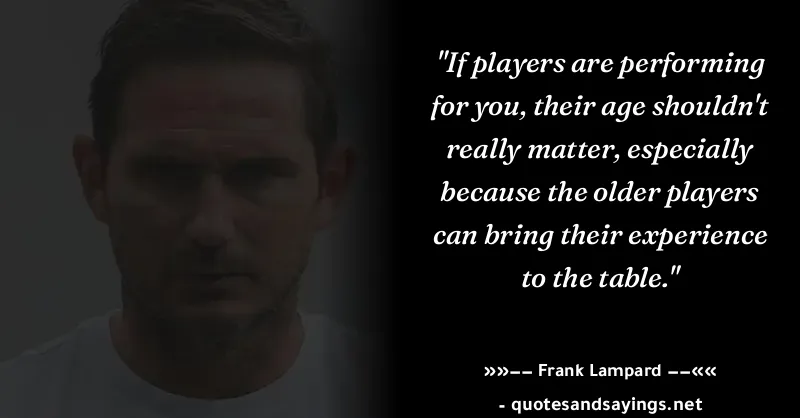 "If players are performing
for you, their age shouldn't
really matter, especially
because the older players
can bring their experience
to the table."
»»−− Frank Lampard −−««
- quotesandsayings.net